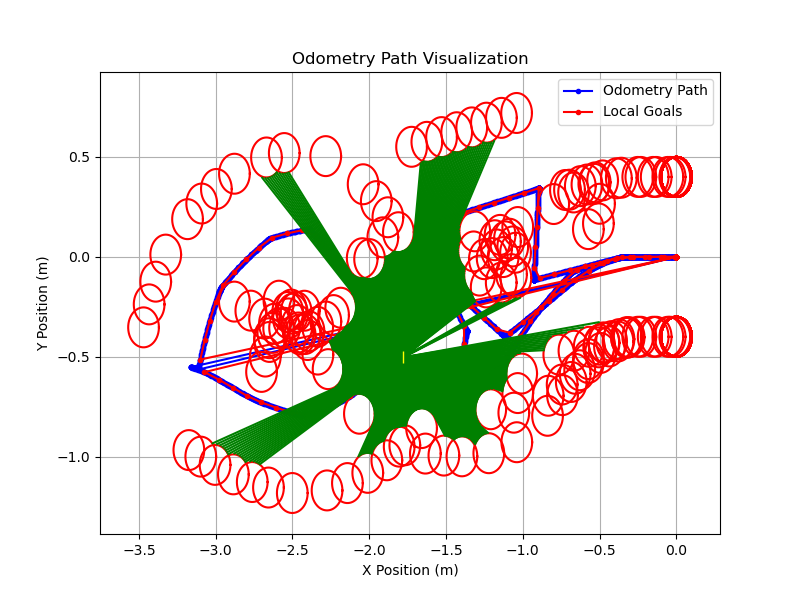 Odometry Path Visualization
Odometry Path
Local Goals
Y Position (m)
0.5
0.0
−0.5
−1.0
−3.5
−3.0
−2.5
−2.0
−1.5
−1.0
−0.5
0.0
X Position (m)